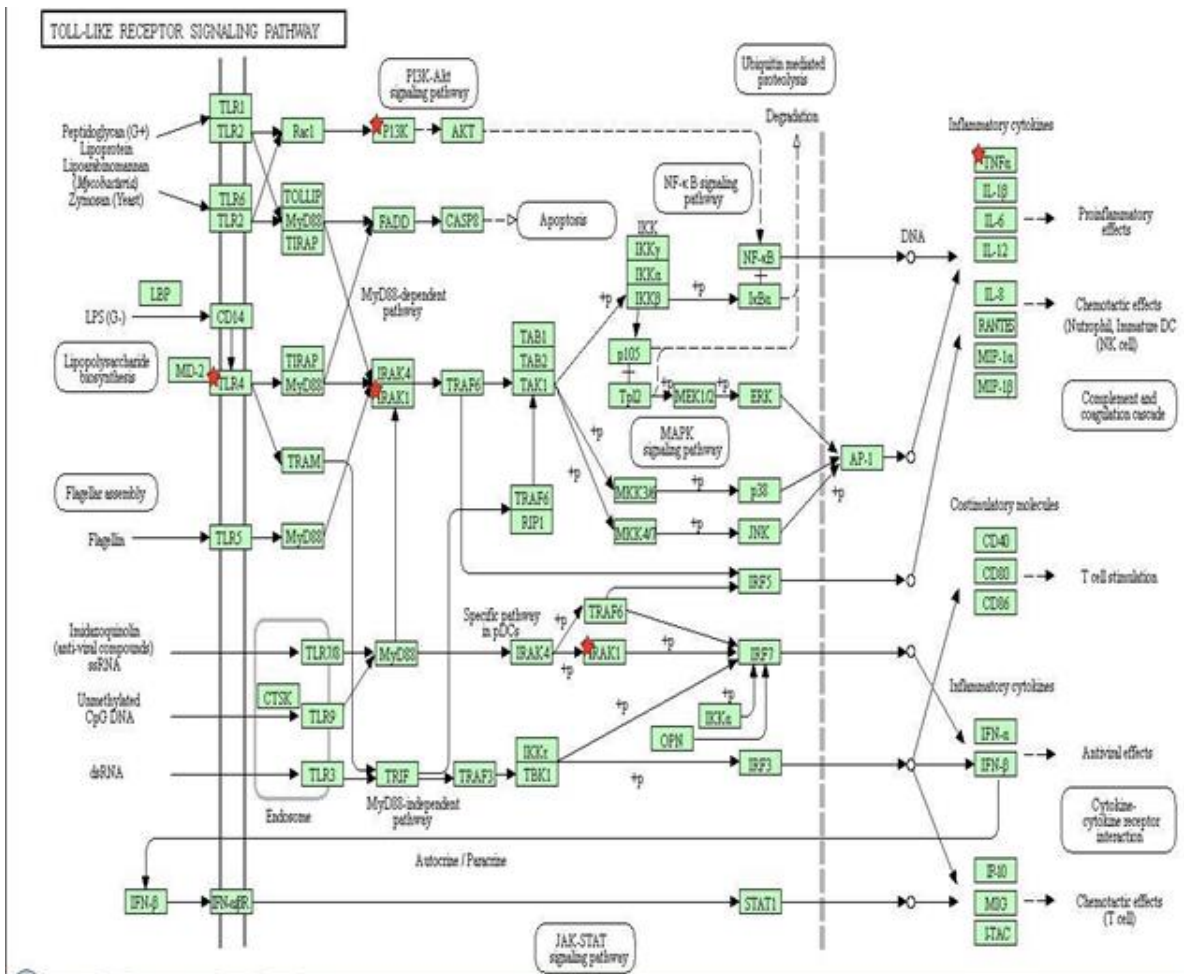 TOLL-LIKE RECEPTOR SIGNALING PATHWAY
PI3K-Akt
signaling pathway
Ubiquitin mediated
proteolysis
Degradation
Inflammatory cytokines
TLR1
TLR2
Rac1
P13K
AKT
Peptidoglycan (G+)
Lipoprotein
Lipoarabinomannan
(Mycobacteria)
Zymosan (Yeast)
TLR6
TLR2
TOLLIP
MyD88
TIRAP
FADD
CASP8
Apoptosis
NF-κB signaling
pathway
IKK
IKKγ
IKKα
IKKβ
NF-κB
IκBα
DNA
TNFα
IL-1β
IL-6
IL-12
Proinflammatory
effects
LBP
LPS (G-)
CD14
MyD88-dependent
pathway
+p
+p
IL-8
RANTES
MIP-1α
MIP-1β
Chemotactic effects
(Nutrophil, Immature DC
(NK cell)
Lipopolysaccharide
biosynthesis
MD-2
TLR4
TIRAP
MyD88
IRAK4
IRAK1
TRAF6
TAB1
TAB2
TAK1
p105
Tpl2
+p
MEK1/2
+p
ERK
Complement and
coagulation cascade
MAPK
signaling pathway
AP-1
+p
TRAM
Flagellar assembly
+p
+p
MKK3/6
+p
p38
TRAF6
RIP1
MKK4/7
+p
JNK
Flagellin
TLR5
MyD88
Costimulatory molecules
CD40
CD80
CD86
T cell stimulation
IRF5
Imidazoquinolin
(anti-viral compounds)
ssRNA
TLR7/8
MyD88
Specific pathway
in pDCs
IRAK4
+p
+p
TRAF6
IRAK1
+p
+p
IRF7
Unmethylated
CpG DNA
CTSK
TLR9
+p
+p
IKKα
OPN
Inflammatory cytokines
IFN-α
IFN-β
Antiviral effects
dsRNA
TLR3
TRIF
TRAF3
IKKε
TBK1
+p
IRF3
Endosome
MyD88-independent
pathway
Cytokine-
cytokine receptor
interaction
Autocrine / Paracrine
IFN-β
IFN-αβR
STAT1
IP-10
MIG
I-TAC
Chemotactic effects
(T cell)
JAK-STAT
signaling pathway